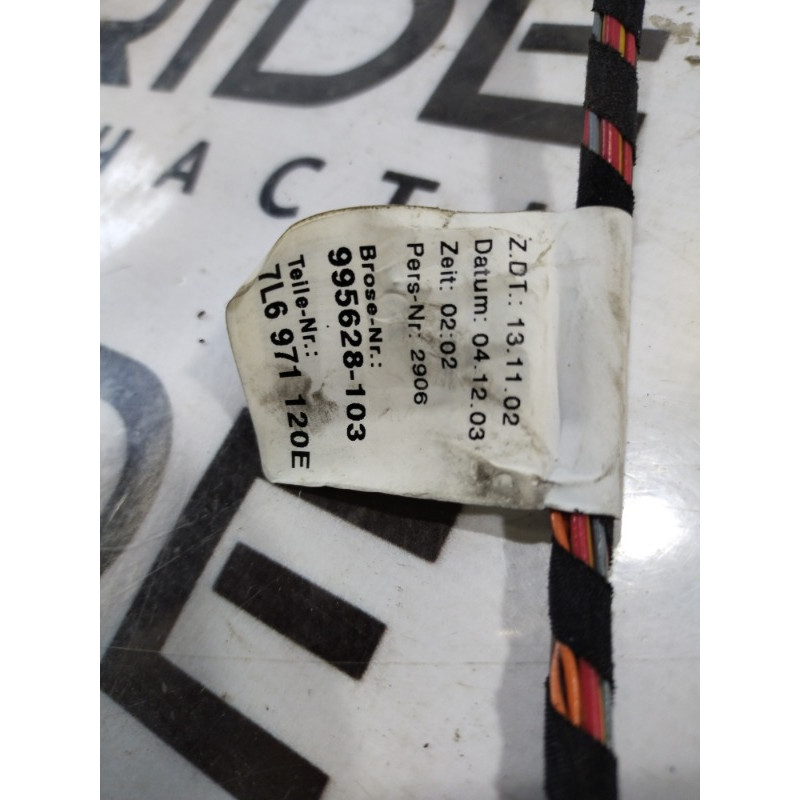 RIDE
НАСТИ
Z.DT.: 13.11.02
Datum: 04.12.03
Zeit: 02:02
Pers-Nr: 2906
Brose-Nr.:
995628-103
Teile-Nr.:
7L6 971 120E